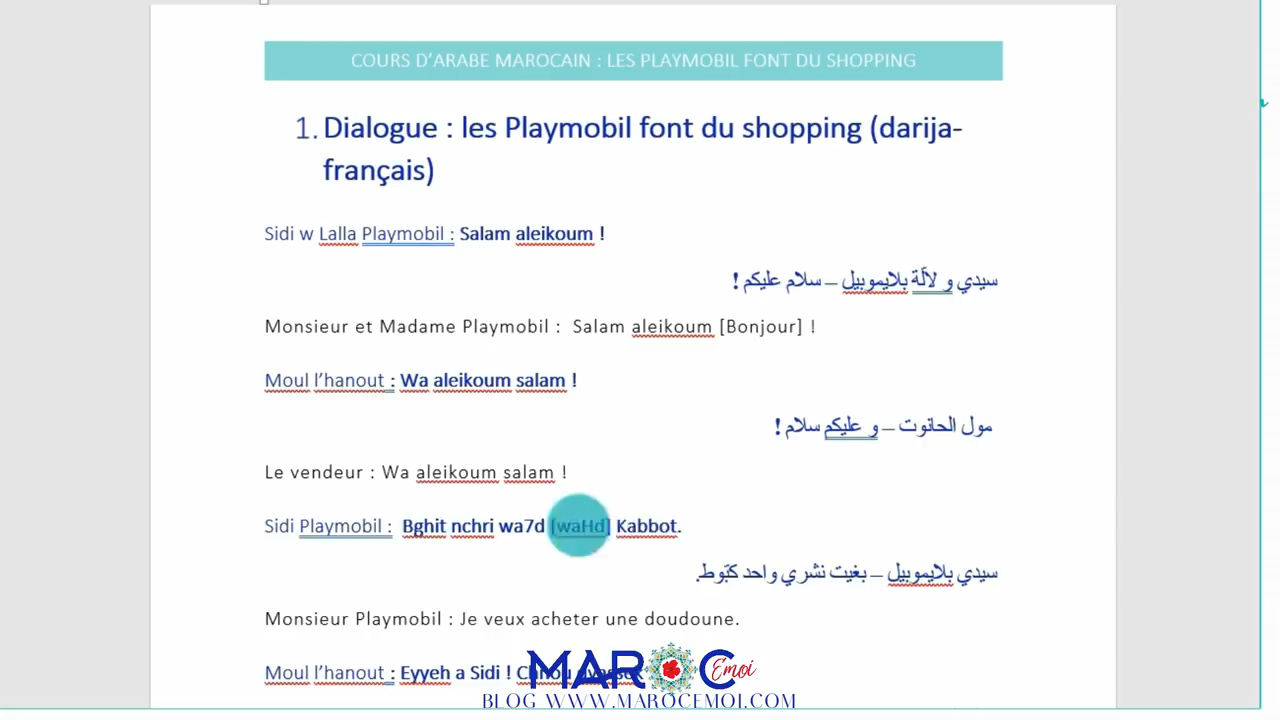 COURS D'ARABE MAROCAIN : LES PLAYMOBIL FONT DU SHOPPING
1. Dialogue : les Playmobil font du shopping (darija-
français)
Sidi w Lalla Playmobil : Salam aleikoum !
سيدي و لالّة بلايموبيل – سلام عليكم !
Monsieur et Madame Playmobil : Salam aleikoum [Bonjour] !
Moul l'hanout : Wa aleikoum salam !
مول الحانوت – و عليكم سلام !
Le vendeur : Wa aleikoum salam !
Sidi Playmobil : Bghit nchri wa7d [waHd] Kabbot.
سيدي بلايموبيل – بغيت نشري واحد كبّوط.
Monsieur Playmobil : Je veux acheter une doudoune.
Moul l'hanout : Eyyeh a Sidi !
MAROC Emoi
BLOG WWW.MAROCEMOI.COM